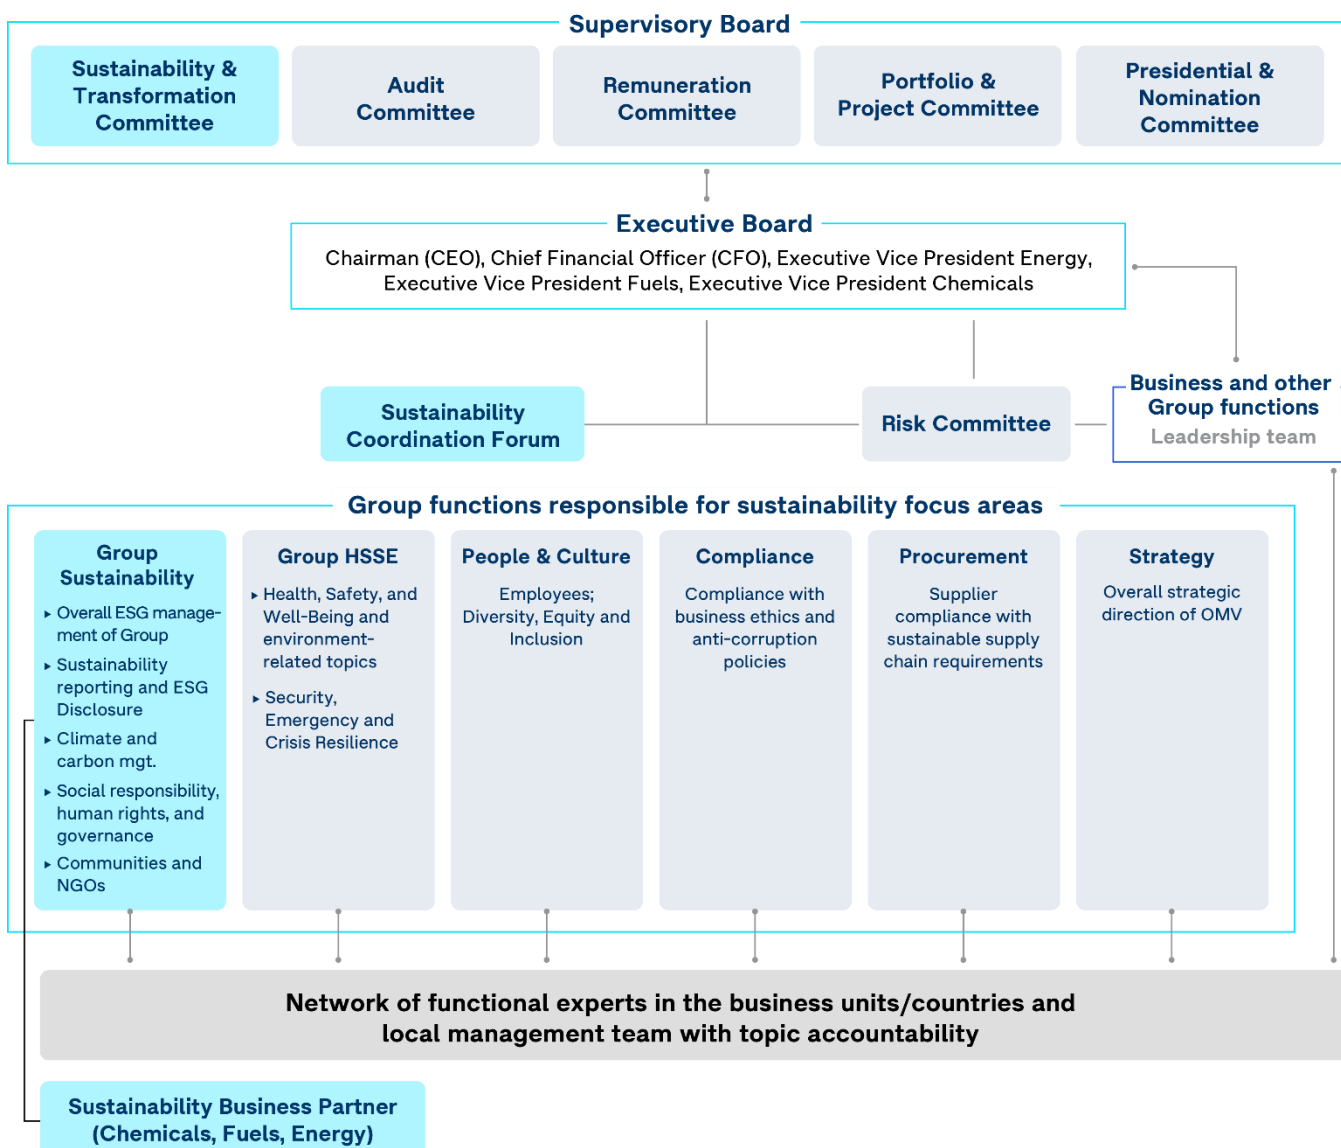 Supervisory Board
Sustainability &
Transformation
Committee
Audit
Committee
Remuneration
Committee
Portfolio &
Project Committee
Presidential &
Nomination
Committee
Executive Board
Chairman (CEO), Chief Financial Officer (CFO), Executive Vice President Energy,
Executive Vice President Fuels, Executive Vice President Chemicals
Sustainability
Coordination Forum
Risk Committee
Business and other
Group functions
Leadership team
Group functions responsible for sustainability focus areas
Group
Sustainability
▸ Overall ESG manage-
ment of Group
▸ Sustainability
reporting and ESG
Disclosure
▸ Climate and
carbon mgt.
▸ Social responsibility,
human rights, and
governance
▸ Communities and
NGOs
Group HSSE
▸ Health, Safety, and
Well-Being and
environment-
related topics
▸ Security,
Emergency and
Crisis Resilience
People & Culture
Employees;
Diversity, Equity and
Inclusion
Compliance
Compliance with
business ethics and
anti-corruption
policies
Procurement
Supplier
compliance with
sustainable supply
chain requirements
Strategy
Overall strategic
direction of OMV
Network of functional experts in the business units/countries and
local management team with topic accountability
Sustainability Business Partner
(Chemicals, Fuels, Energy)